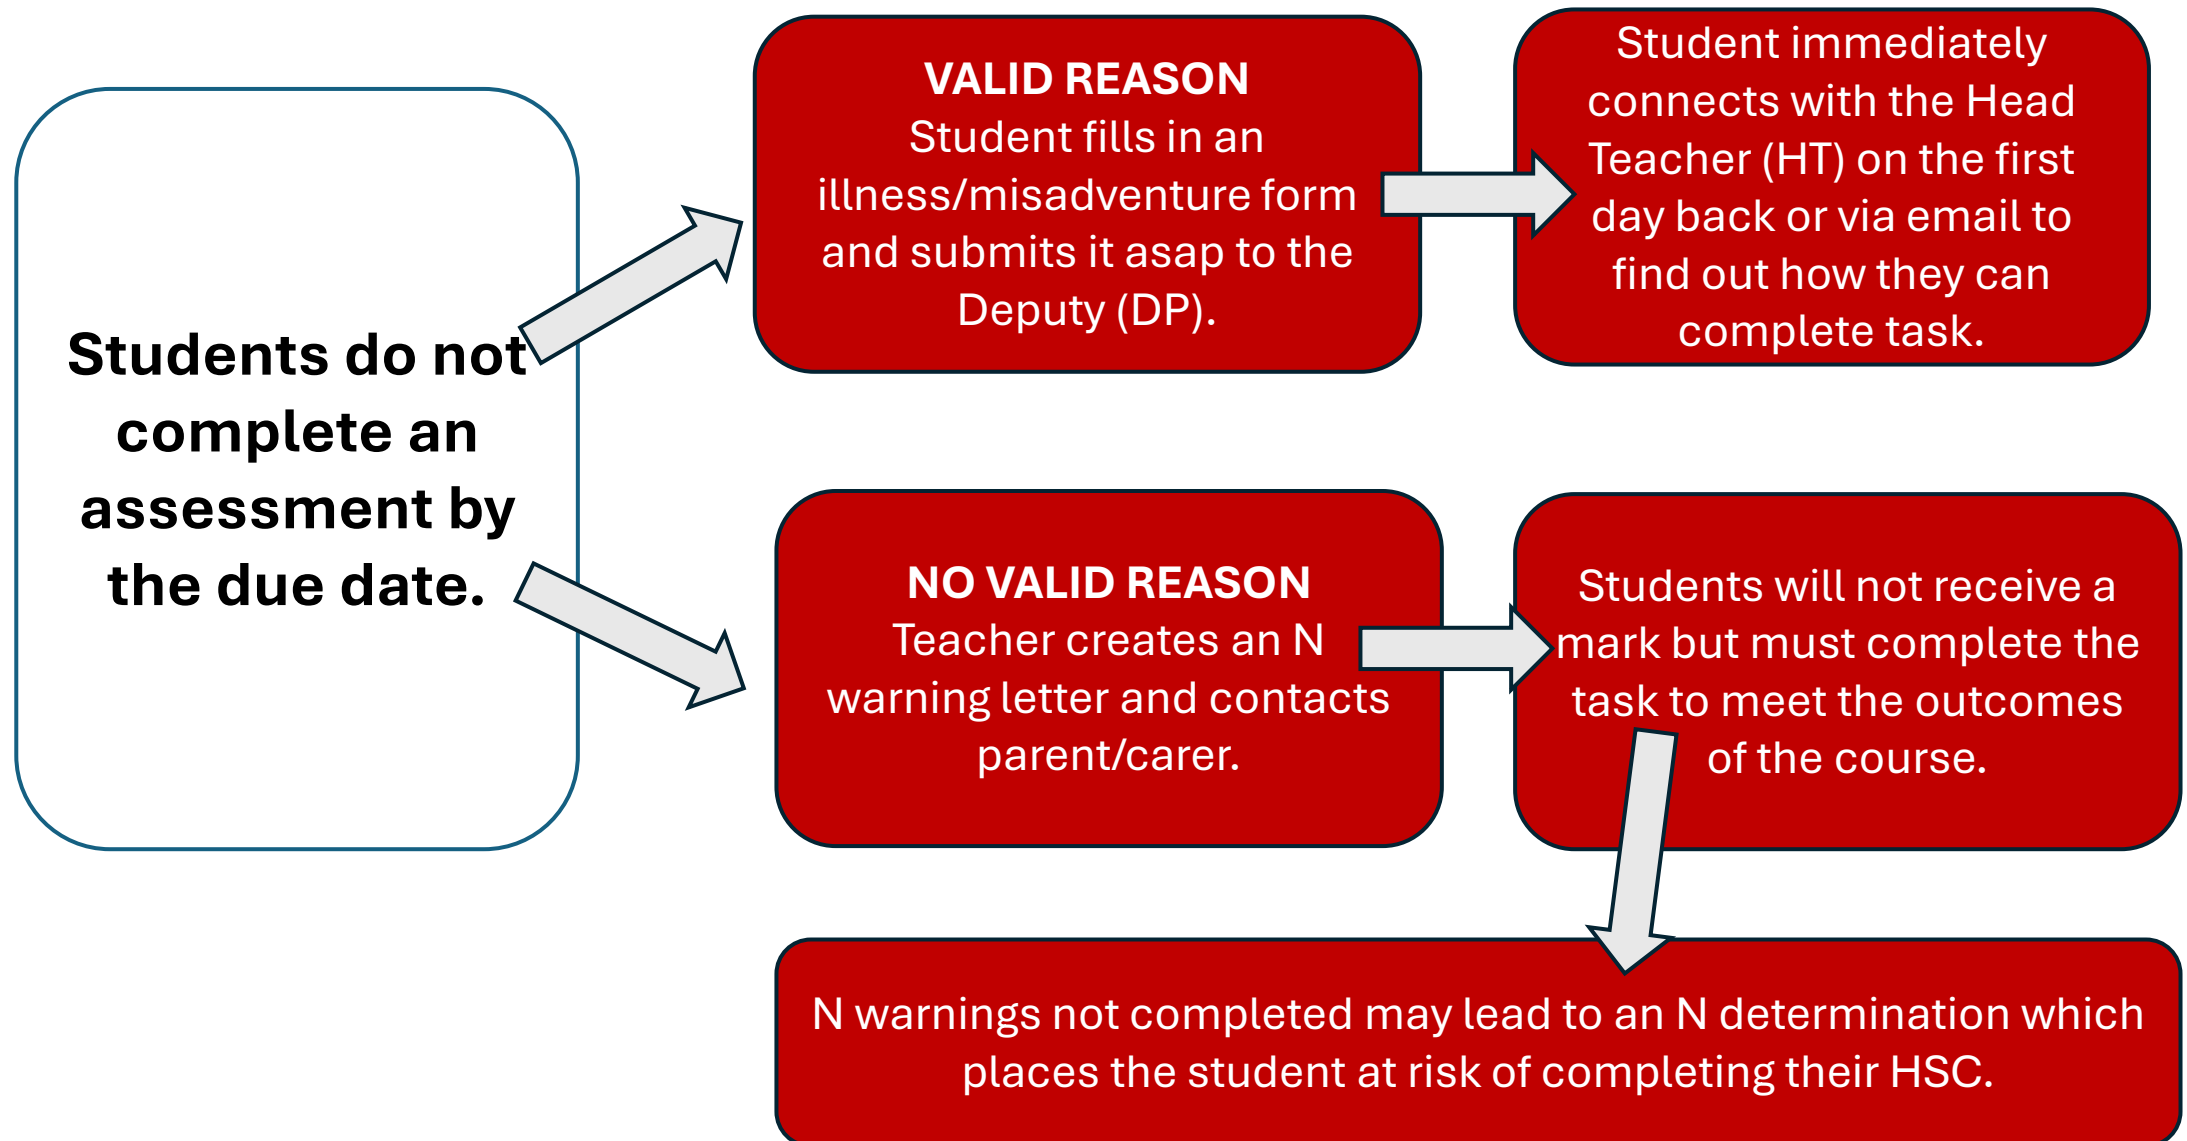 Students do not
complete an
assessment by
the due date.
VALID REASON
Student fills in an
illness/misadventure form
and submits it asap to the
Deputy (DP).
Student immediately
connects with the Head
Teacher (HT) on the first
day back or via email to
find out how they can
complete task.
NO VALID REASON
Teacher creates an N
warning letter and contacts
parent/carer.
Students will not receive a
mark but must complete the
task to meet the outcomes
of the course.
N warnings not completed may lead to an N determination which
places the student at risk of completing their HSC.